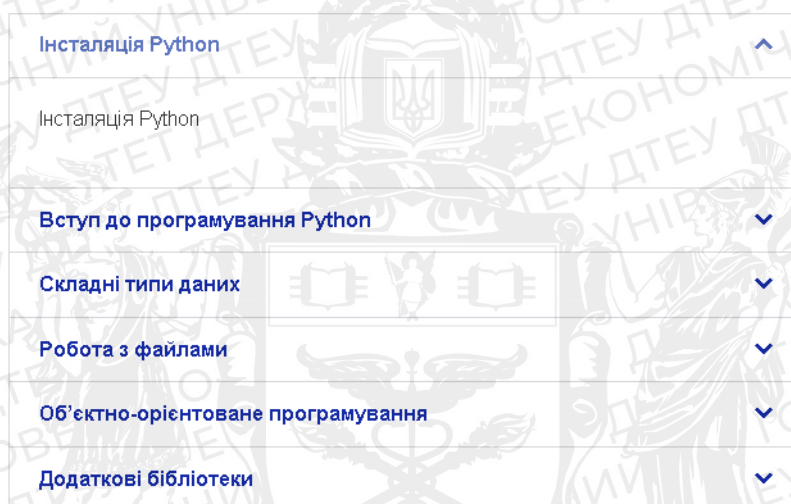 Інсталяція Python
Інсталяція Python
Вступ до програмування Python
Складні типи даних
Робота з файлами
Об’єктно-орієнтоване програмування
Додаткові бібліотеки